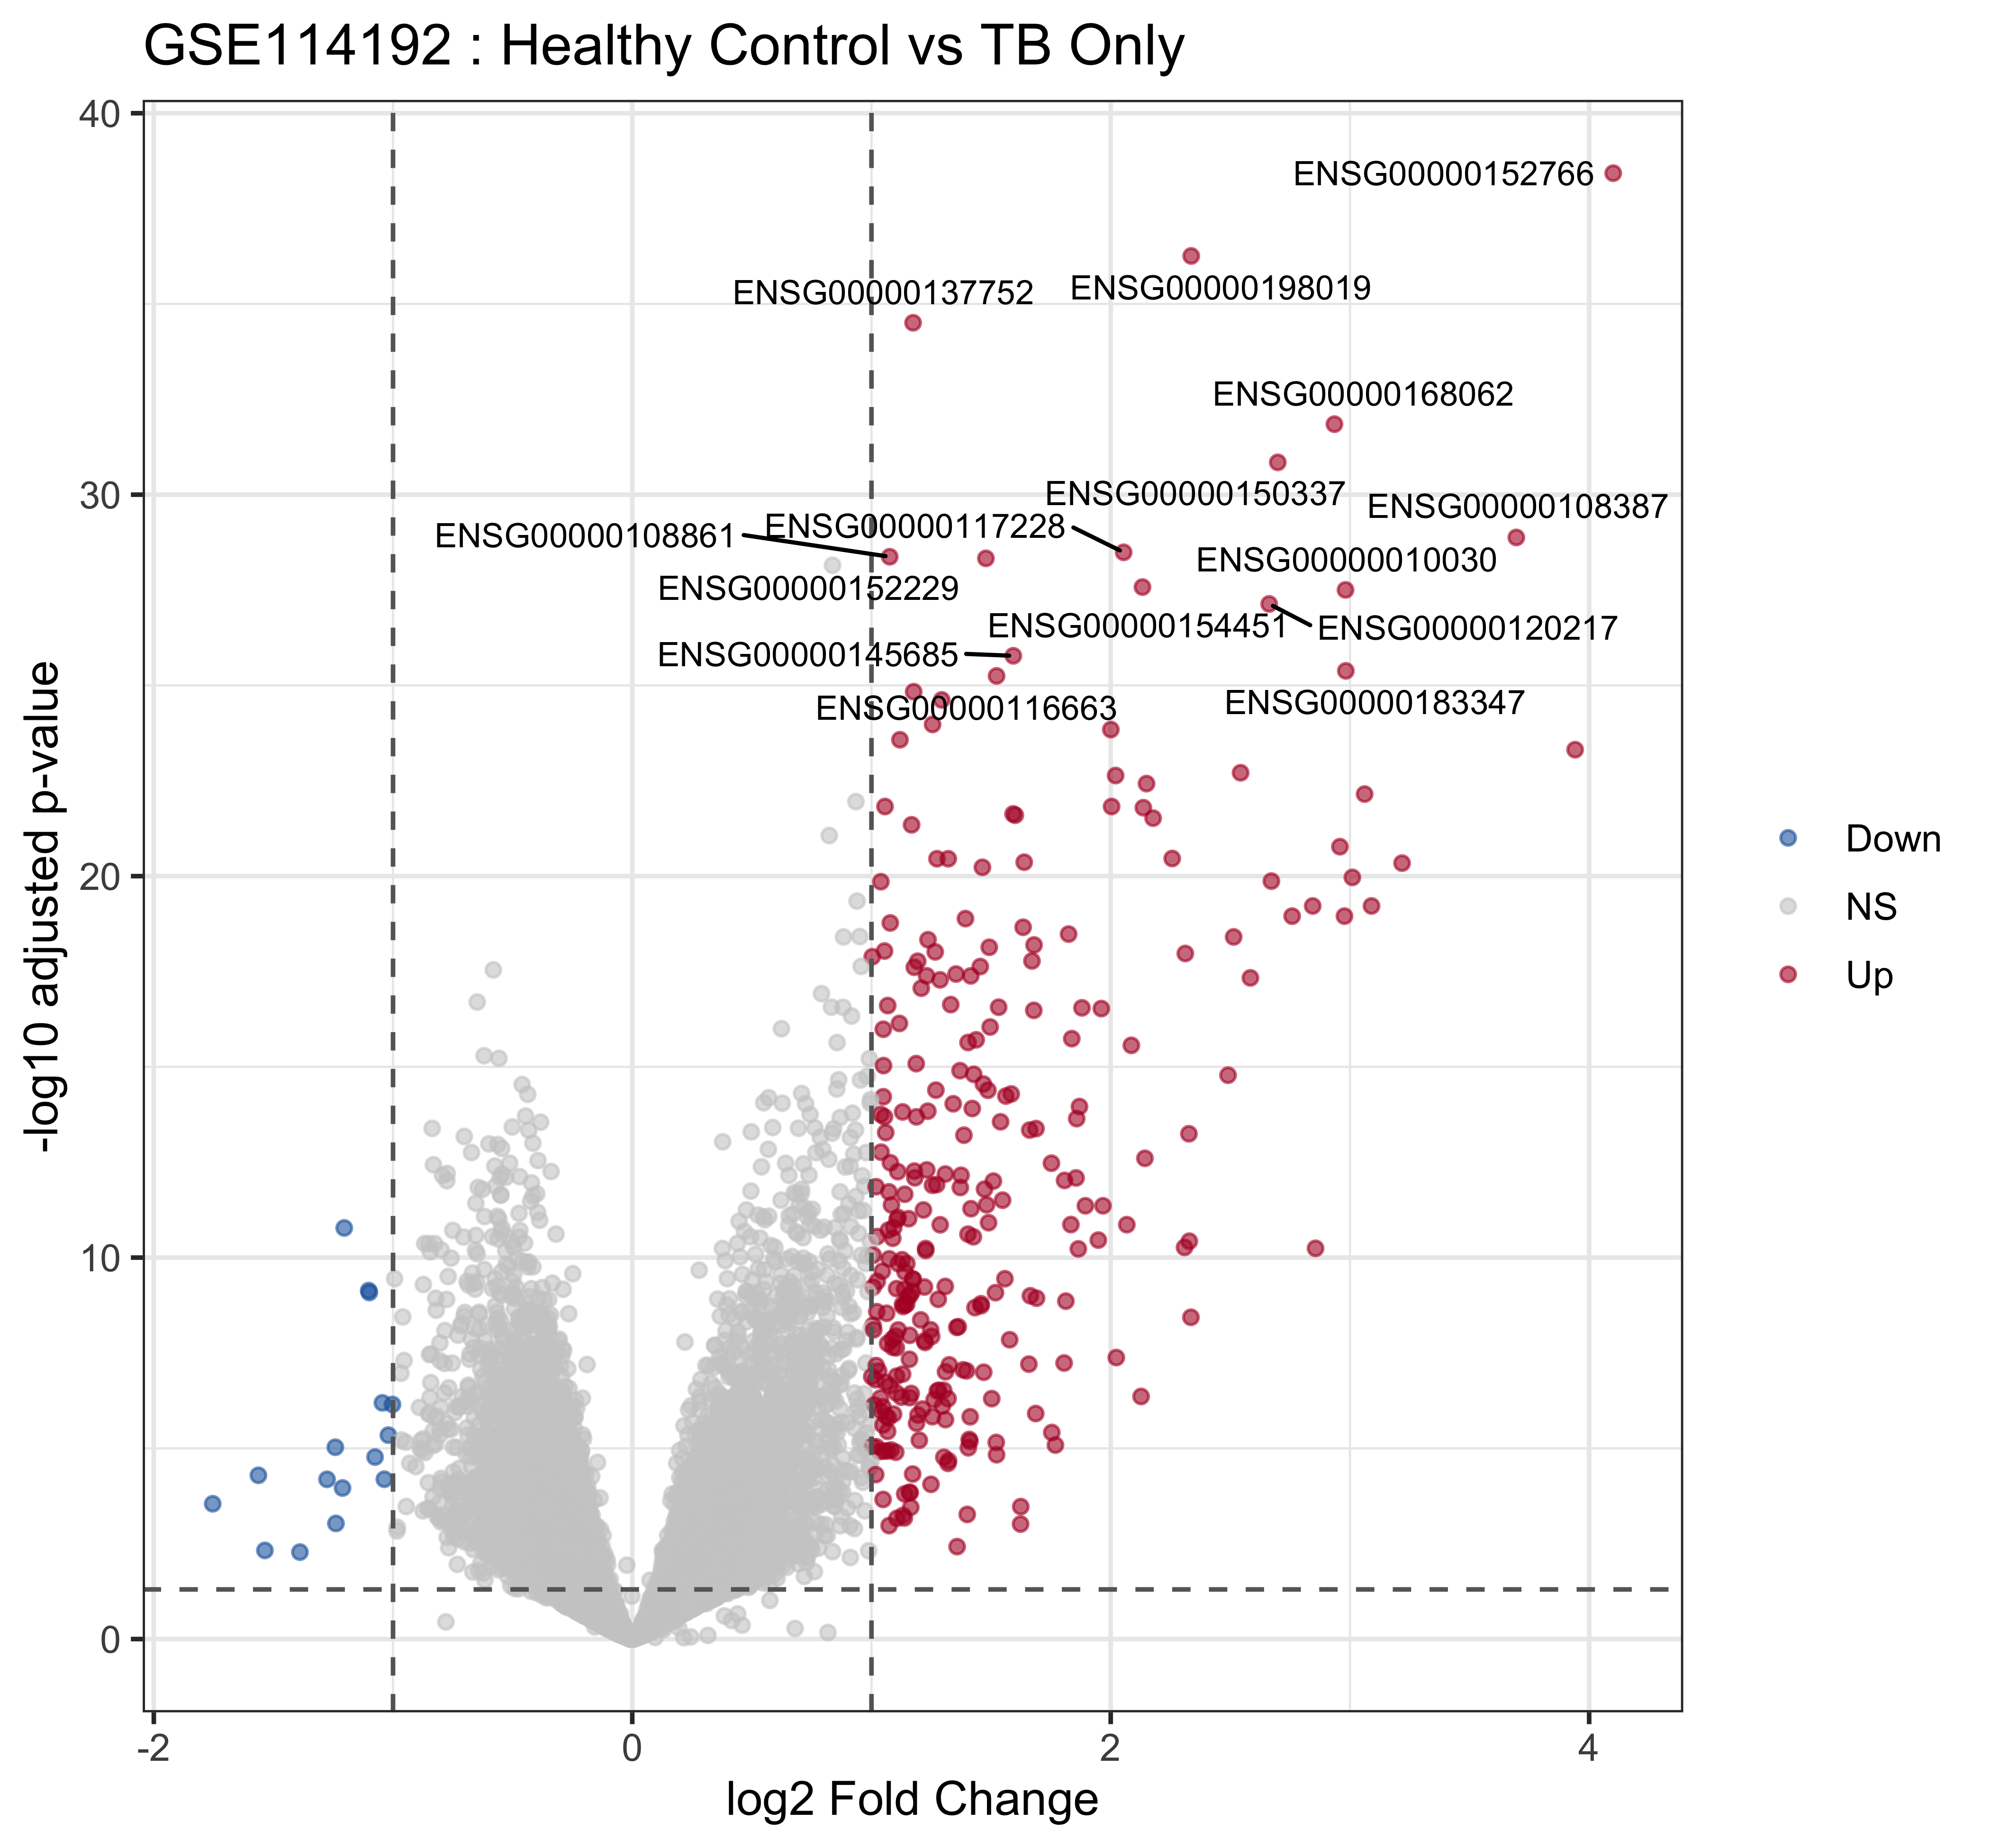 GSE114192 : Healthy Control vs TB Only
40
30
20
10
0
-log10 adjusted p-value
ENSG00000152766
ENSG00000198019
ENSG00000137752
ENSG00000168062
ENSG00000150337
ENSG00000108387
ENSG00000117228
ENSG00000108861
ENSG00000010030
ENSG00000152229
ENSG00000154451
ENSG00000120217
ENSG00000145685
ENSG00000183347
ENSG00000116663
Down
NS
Up
-2
0
2
4
log2 Fold Change